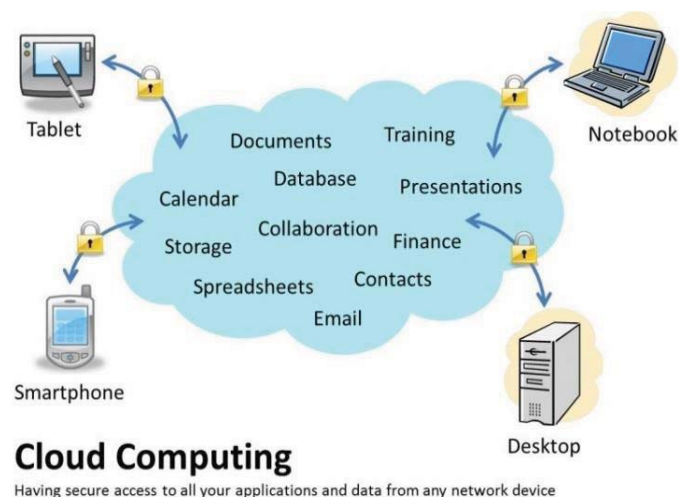 Tablet
Notebook
Documents
Training
Database
Calendar
Presentations
Collaboration
Storage
Finance
Spreadsheets
Contacts
Email
Smartphone
Desktop
Cloud Computing
Having secure access to all your applications and data from any network device